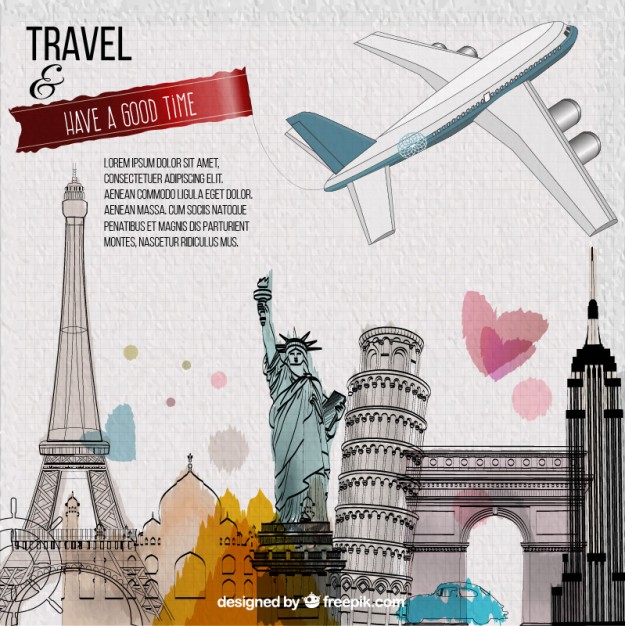 TRAVEL
&
HAVE A GOOD TIME
LOREM IPSUM DOLOR SIT AMET,
CONSECTETUER ADIPISCING ELIT.
AENEAN COMMODO LIGULA EGET DOLOR.
AENEAN MASSA. CUM SOCIIS NATOQUE
PENATIBUS ET MAGNIS DIS PARTURIENT
MONTES, NASCETUR RIDICULUS MUS.
designed by freepik.com